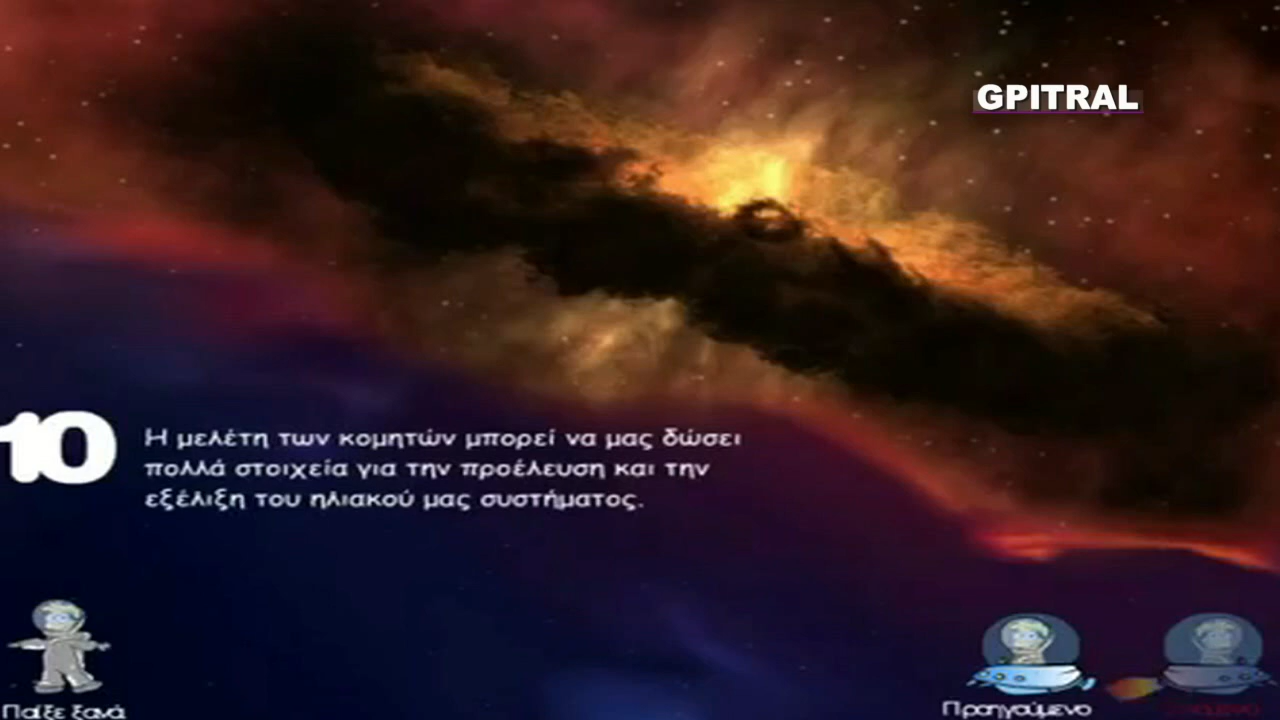 GPITRAL
10
Η μελέτη των κομητών μπορεί να μας δώσει
πολλά στοιχεία για την προέλευση και την
εξέλιξη του ηλιακού μας συστήματος.
Παίξε ξανά
Προηγούμενο